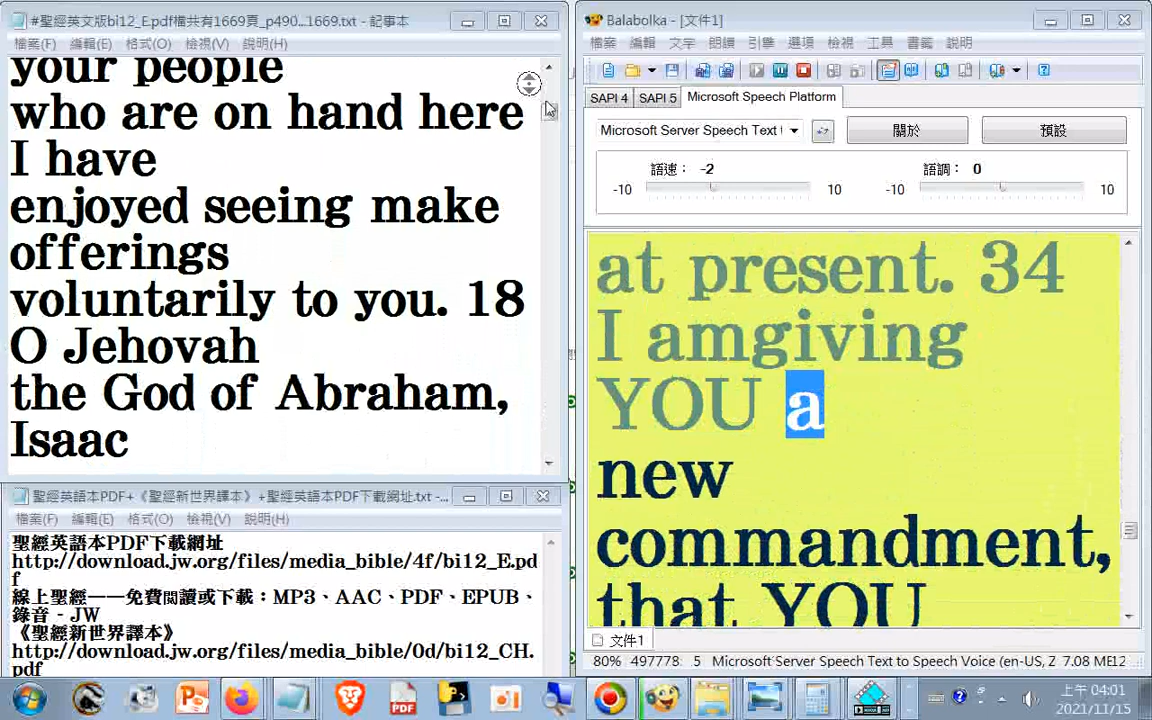 #聖經英文版bi12_E.pdf檔共有1669頁_p490...1669.txt - 記事本
檔案(F) 編輯(E) 格式(O) 檢視(V) 說明(H)
your people
who are on hand here
I have
enjoyed seeing make
offerings
voluntarily to you. 18
O Jehovah
the God of Abraham,
Isaac
聖經英語本PDF+《聖經新世界譯本》+聖經英語本PDF下載網址.txt -...
檔案(F) 編輯(E) 格式(O) 檢視(V) 說明(H)
聖經英語本PDF下載網址
http://download.jw.org/files/media_bible/4f/bi12_E.pd
f
線上聖經──免費閱讀或下載：MP3、AAC、PDF、EPUB、
錄音 - JW
《聖經新世界譯本》
http://download.jw.org/files/media_bible/0d/bi12_CH.
pdf
Balabolka - [文件1]
檔案 編輯 文字 朗讀 引擎 選項 檢視 工具 書籤 說明
SAPI 4 SAPI 5 Microsoft Speech Platform
Microsoft Server Speech Text 關於 預設
語速： -2 語調： 0
-10 10 -10 10
at present. 34
I amgiving
YOU a
new
commandment,
that YOU
文件1
80% 497778 5 Microsoft Server Speech Text to Speech Voice (en-US, Z 7.08 ME12
上午 04:01
2021/11/15